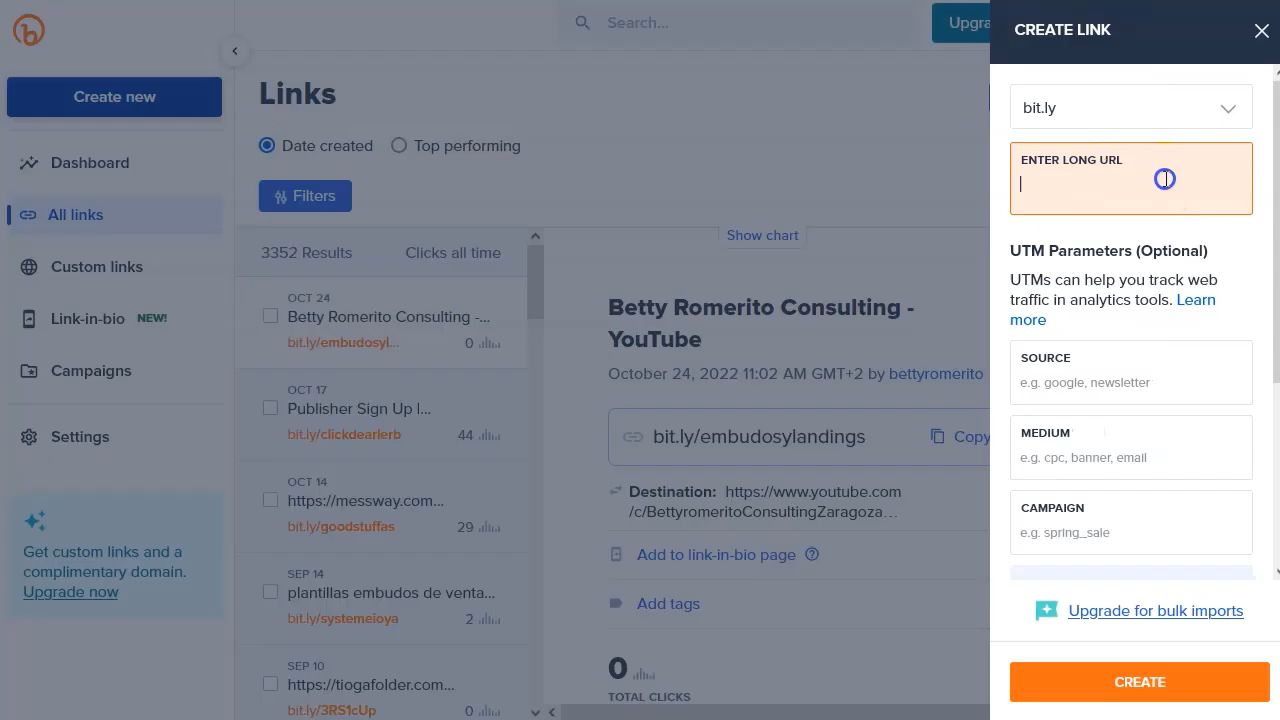 Search...
Upgra
CREATE LINK
Create new
Dashboard
All links
Custom links
Link-in-bio NEW!
Campaigns
Settings
Get custom links and a
complimentary domain.
Upgrade now
Links
Date created
Top performing
Filters
3352 Results
Clicks all time
OCT 24
Betty Romerito Consulting -...
bit.ly/embudosyl...
0
OCT 17
Publisher Sign Up |...
bit.ly/clickdearlerb
44
OCT 14
https://messway.com...
bit.ly/goodstuffas
29
SEP 14
plantillas embudos de venta...
bit.ly/systemeioya
2
SEP 10
https://tiogafolder.com...
bit.ly/3RS1cUp
0
Show chart
Betty Romerito Consulting -
YouTube
October 24, 2022 11:02 AM GMT+2 by bettyromerito
bit.ly/embudosylandings
Copy
Destination: https://www.youtube.com
/c/BettyromeritoConsultingZaragoza...
Add to link-in-bio page
Add tags
0
TOTAL CLICKS
bit.ly
ENTER LONG URL
UTM Parameters (Optional)
UTMs can help you track web
traffic in analytics tools. Learn
more
SOURCE
e.g. google, newsletter
MEDIUM
e.g. cpc, banner, email
CAMPAIGN
e.g. spring_sale
Upgrade for bulk imports
CREATE